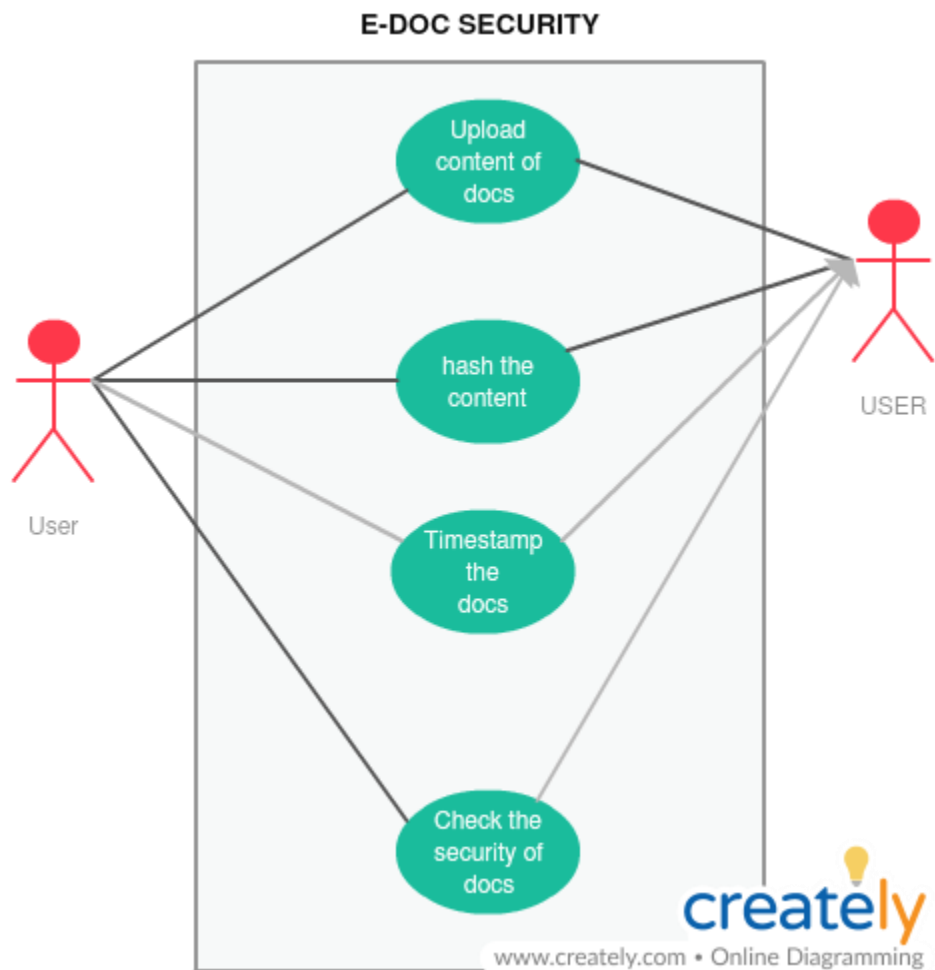 E-DOC SECURITY
Upload
content of
docs
hash the
content
USER
User
Timestamp
the
docs
Check the
security of
docs
creately
www.creately.com • Online Diagramming